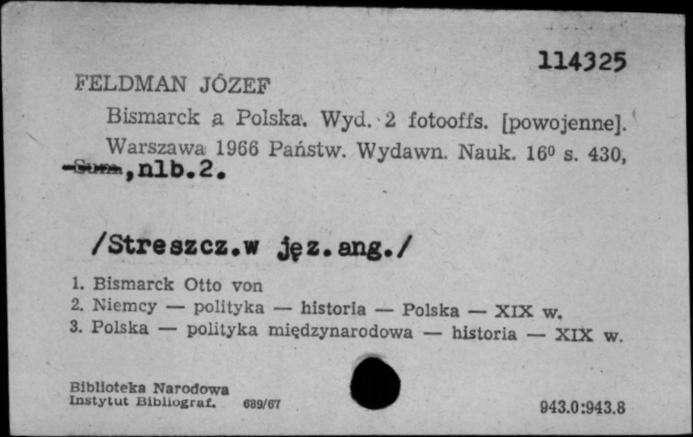 114325
FELDMAN JÓZEF
Bismarck a Polska. Wyd. 2 fotooffs. [powojenne].
Warszawa 1966 Państw. Wydawn. Nauk. 16⁰ s. 430,
,nlb.2.
/Streszcz.w jęz.ang./
1. Bismarck Otto von
2. Niemcy — polityka — historia — Polska — XIX w.
3. Polska — polityka międzynarodowa — historia — XIX w.
Biblioteka Narodowa
Instytut Bibliograf. 689/67
943.0:943.8